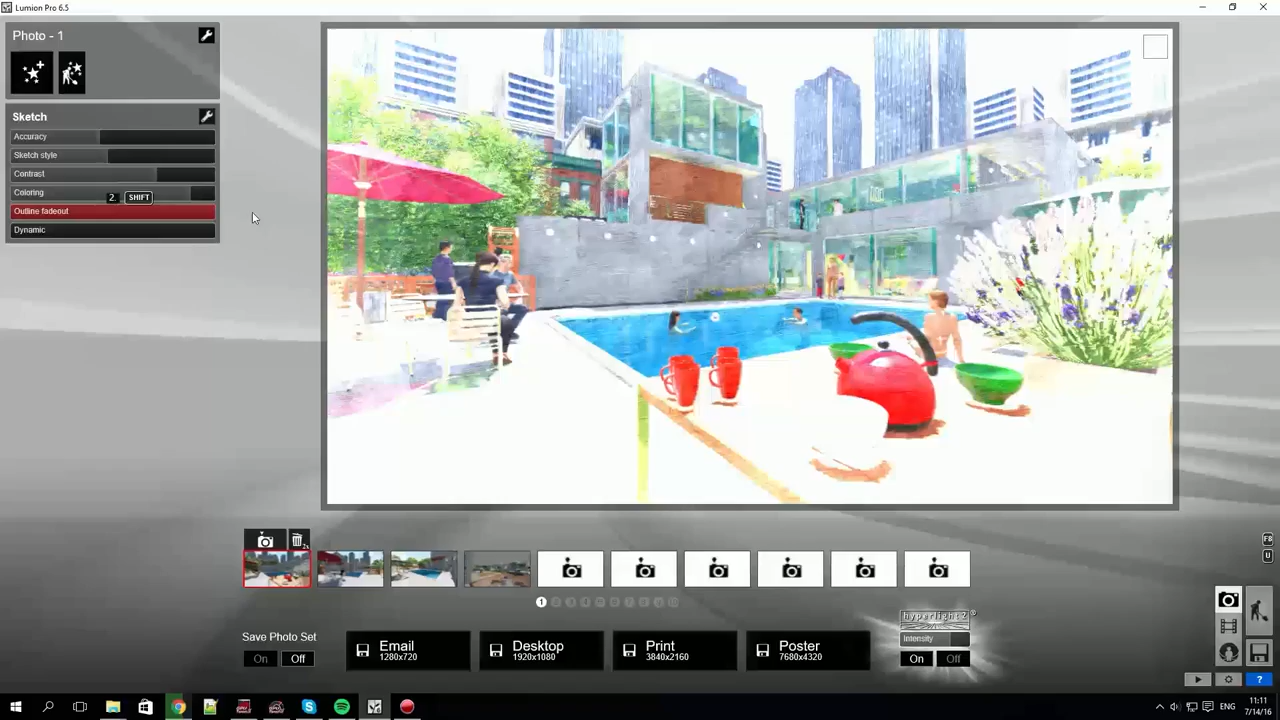 Lumion Pro 6.5
Photo - 1
Sketch
Accuracy
Sketch style
Contrast
Coloring
2. SHIFT
Outline fadeout
Dynamic
1
F8
U
Save Photo Set
On Off
Email
1280x720
Desktop
1920x1080
Print
3840x2160
Poster
7680x4320
hyperlight2®
Intensity
On Off
?
ENG
11:11
7/14/16